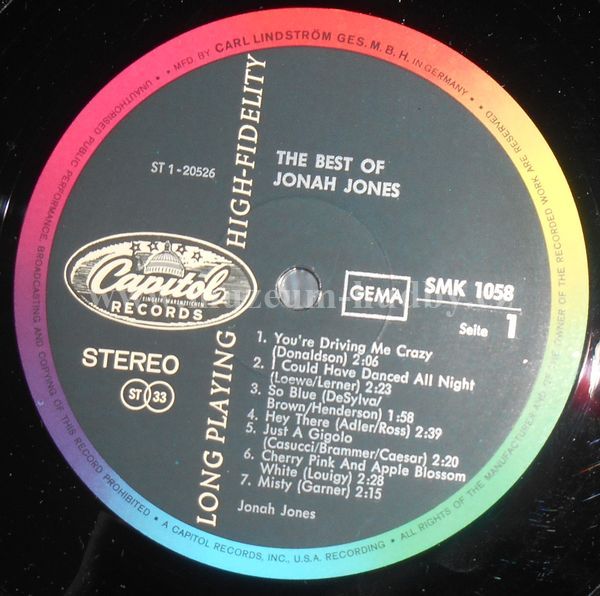 MFD BY CARL LINDSTRÖM GES. M. B. H. IN GERMANY
UNAUTHORISED PUBLIC PERFORMANCE, BROADCASTING AND COPYING OF THIS RECORD PROHIBITED • A CAPITOL RECORDS, INC., U.S.A. RECORDING • ALL RIGHTS OF THE MANUFACTURER AND OF THE OWNER OF THE RECORDED WORK ARE RESERVED
LONG PLAYING HIGH-FIDELITY
ST 1-20526
THE BEST OF
JONAH JONES
Capitol
EINGETR. WARENZEICHEN
RECORDS
GEMA
SMK 1058
Seite 1
STEREO
ST 33
1. You're Driving Me Crazy
(Donaldson) 2:06
2. I Could Have Danced All Night
(Loewe/Lerner) 2:23
3. So Blue (DeSylva/
Brown/Henderson) 1:58
4. Hey There (Adler/Ross) 2:39
5. Just A Gigolo
(Casucci/Brammer/Caesar) 2:20
6. Cherry Pink And Apple Blossom
White (Louigy) 2:28
7. Misty (Garner) 2:15
Jonah Jones